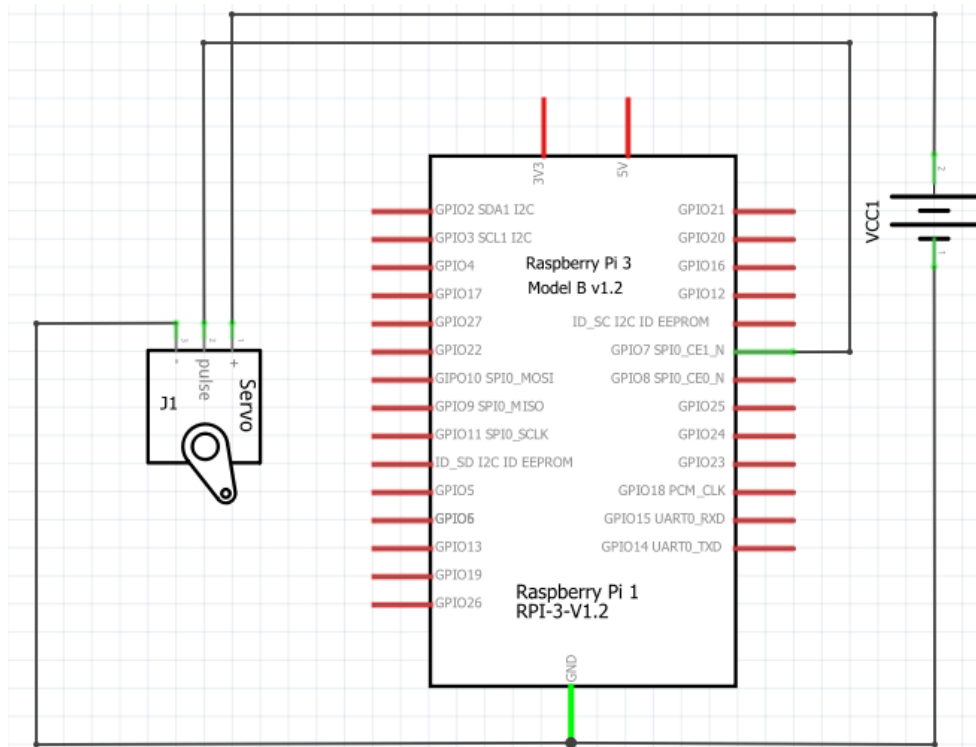 3V3
5V
GPIO2 SDA1 I2C
GPIO3 SCL1 I2C
GPIO4
GPIO17
GPIO27
GPIO22
GIPO10 SPI0_MOSI
GPIO9 SPI0_MISO
GPIO11 SPI0_SCLK
ID_SD I2C ID EEPROM
GPIO5
GPIO6
GPIO13
GPIO19
GPIO26
Raspberry Pi 3
Model B v1.2
GPIO21
GPIO20
GPIO16
GPIO12
ID_SC I2C ID EEPROM
GPIO7 SPI0_CE1_N
GPIO8 SPI0_CE0_N
GPIO25
GPIO24
GPIO23
GPIO18 PCM_CLK
GPIO15 UART0_RXD
GPIO14 UART0_TXD
Raspberry Pi 1
RPI-3-V1.2
GND
VCC1
2
1
3
2
1
-
pulse
+
Servo
J1